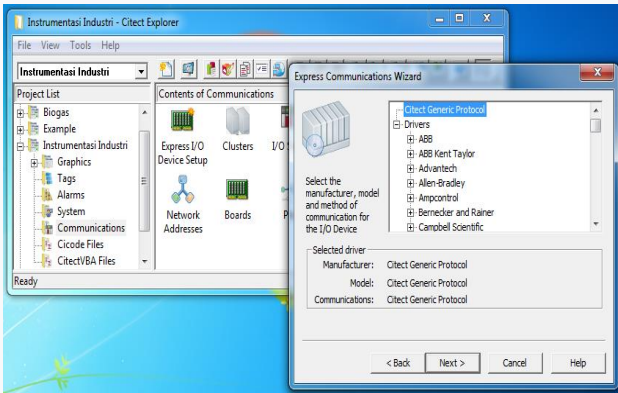 Instrumentasi Industri - Citect Explorer
File View Tools Help
Instrumentasi Industri
Project List
Biogas
Example
Instrumentasi Industri
Graphics
Tags
Alarms
System
Communications
Cicode Files
CitectVBA Files
Ready
Contents of Communications
Express I/O
Device Setup
Clusters
Network
Addresses
Boards
Express Communications Wizard
Select the
manufacturer, model
and method of
communication for
the I/O Device
Citect Generic Protocol
Drivers
ABB
ABB Kent Taylor
Advantech
Allen-Bradley
Ampcontrol
Bernecker and Rainer
Campbell Scientific
Selected driver
Manufacturer: Citect Generic Protocol
Model: Citect Generic Protocol
Communications: Citect Generic Protocol
< Back Next > Cancel Help